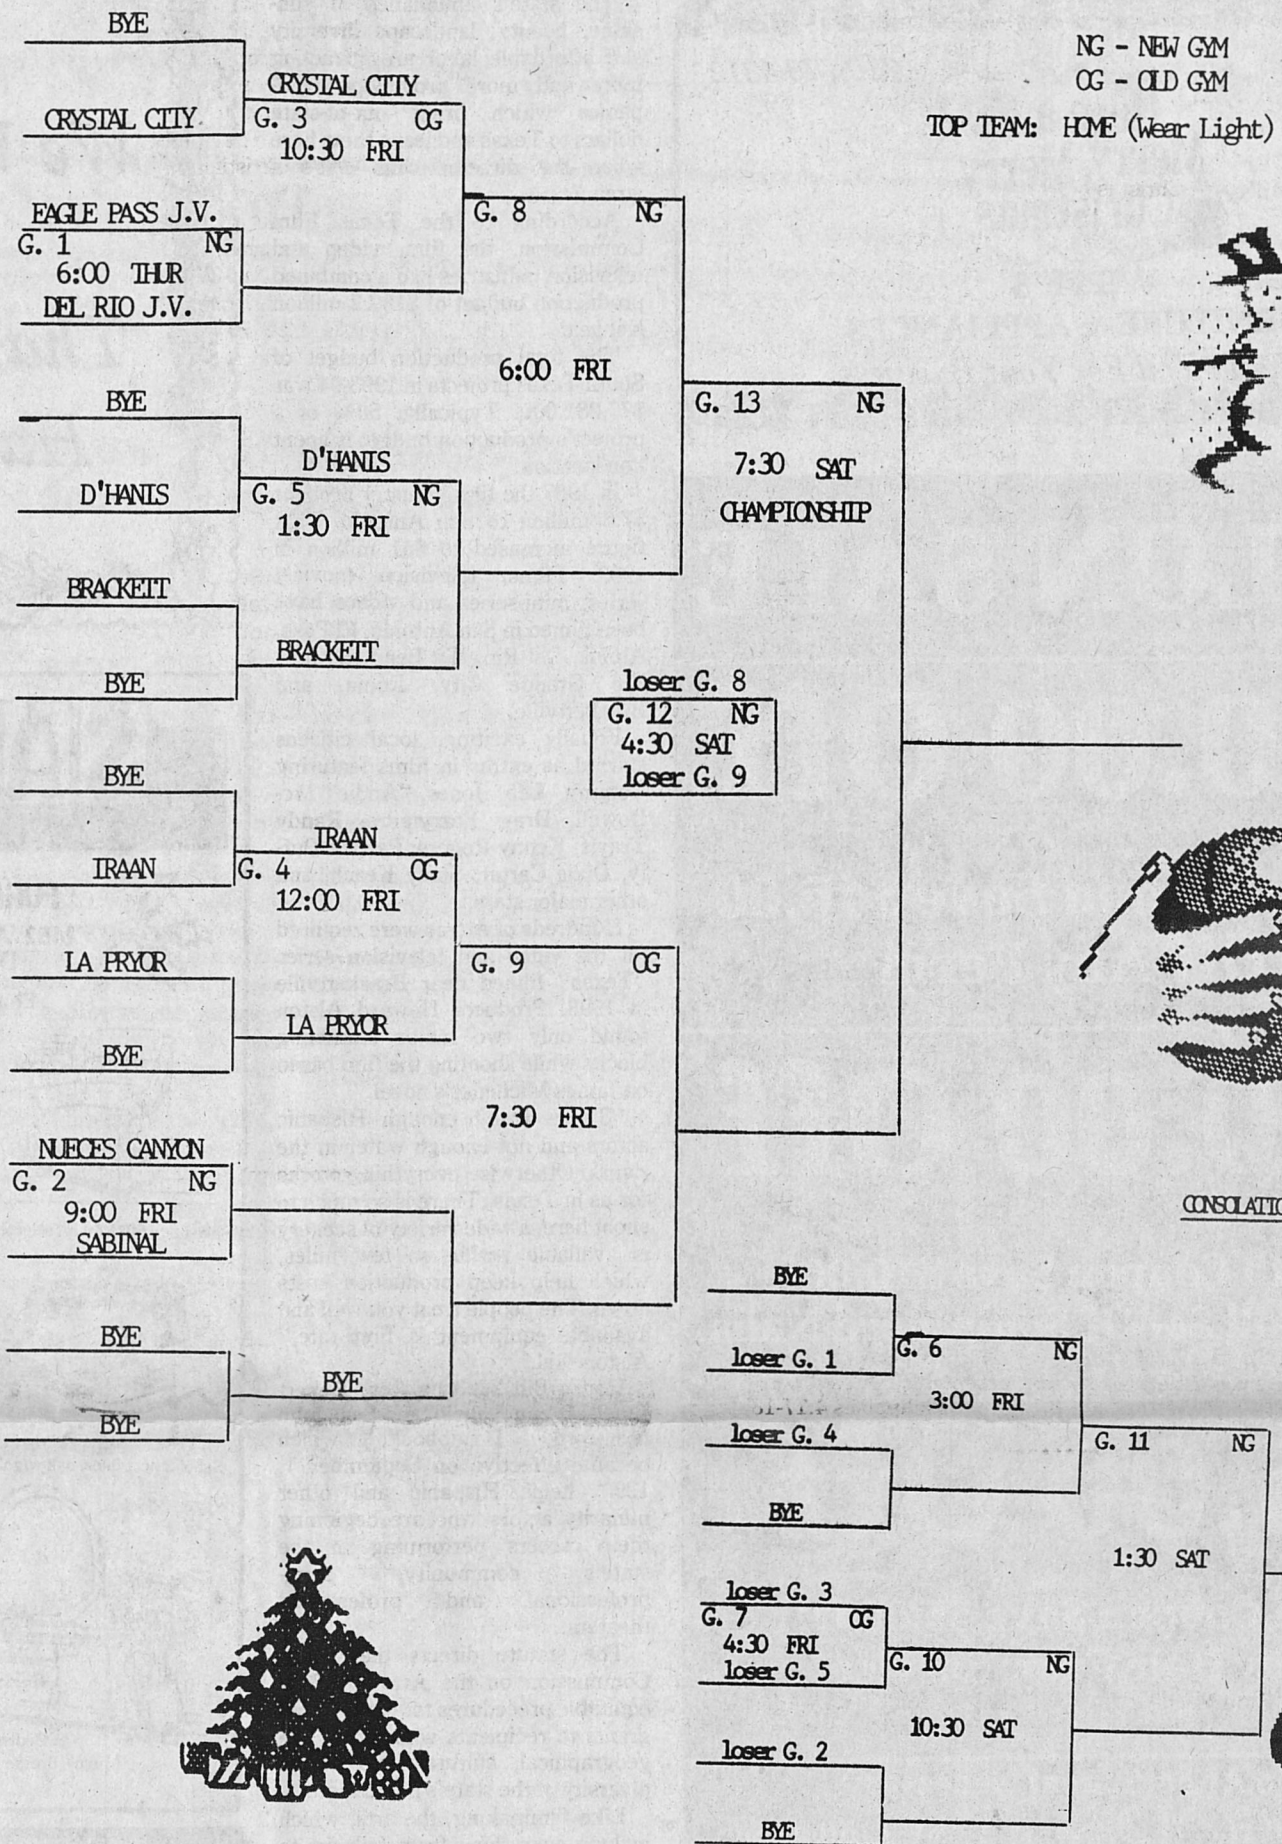 BYE
NG - NEW GYM
OG - OLD GYM
TOP TEAM: HOME (Wear Light)
CRYSTAL CITY
CRYSTAL CITY
G. 3 OG
10:30 FRI
EAGLE PASS J.V.
G. 1 NG
6:00 THUR
DEL RIO J.V.
G. 8 NG
6:00 FRI
BYE
D'HANIS
D'HANIS
G. 5 NG
1:30 FRI
BRACKETT
BRACKETT
BYE
G. 13 NG
7:30 SAT
CHAMPIONSHIP
loser G. 8
G. 12 NG
4:30 SAT
loser G. 9
BYE
IRAAN
IRAAN
G. 4 OG
12:00 FRI
LA PRYOR
LA PRYOR
BYE
G. 9 OG
7:30 FRI
NUECES CANYON
G. 2 NG
9:00 FRI
SABINAL
BYE
BYE
BYE
CONSOLATIO
BYE
loser G. 1
G. 6 NG
3:00 FRI
loser G. 4
BYE
G. 11 NG
1:30 SAT
loser G. 3
G. 7 OG
4:30 FRI
loser G. 5
G. 10 NG
10:30 SAT
loser G. 2
BYE